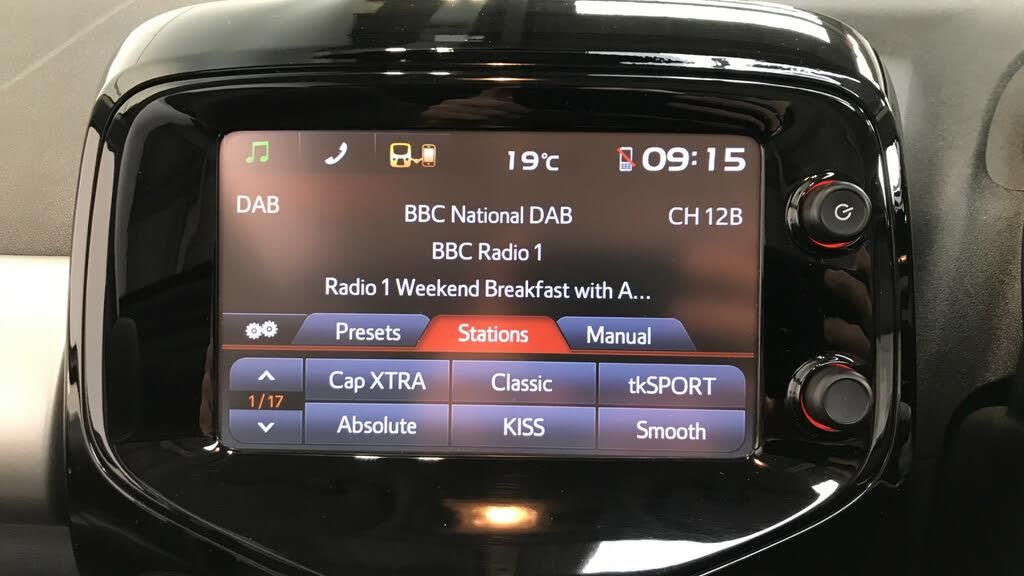 19°C 09:15
DAB BBC National DAB CH 12B
BBC Radio 1
Radio 1 Weekend Breakfast with A...
Presets Stations Manual
Cap XTRA Classic tkSPORT
1/17
Absolute KISS Smooth